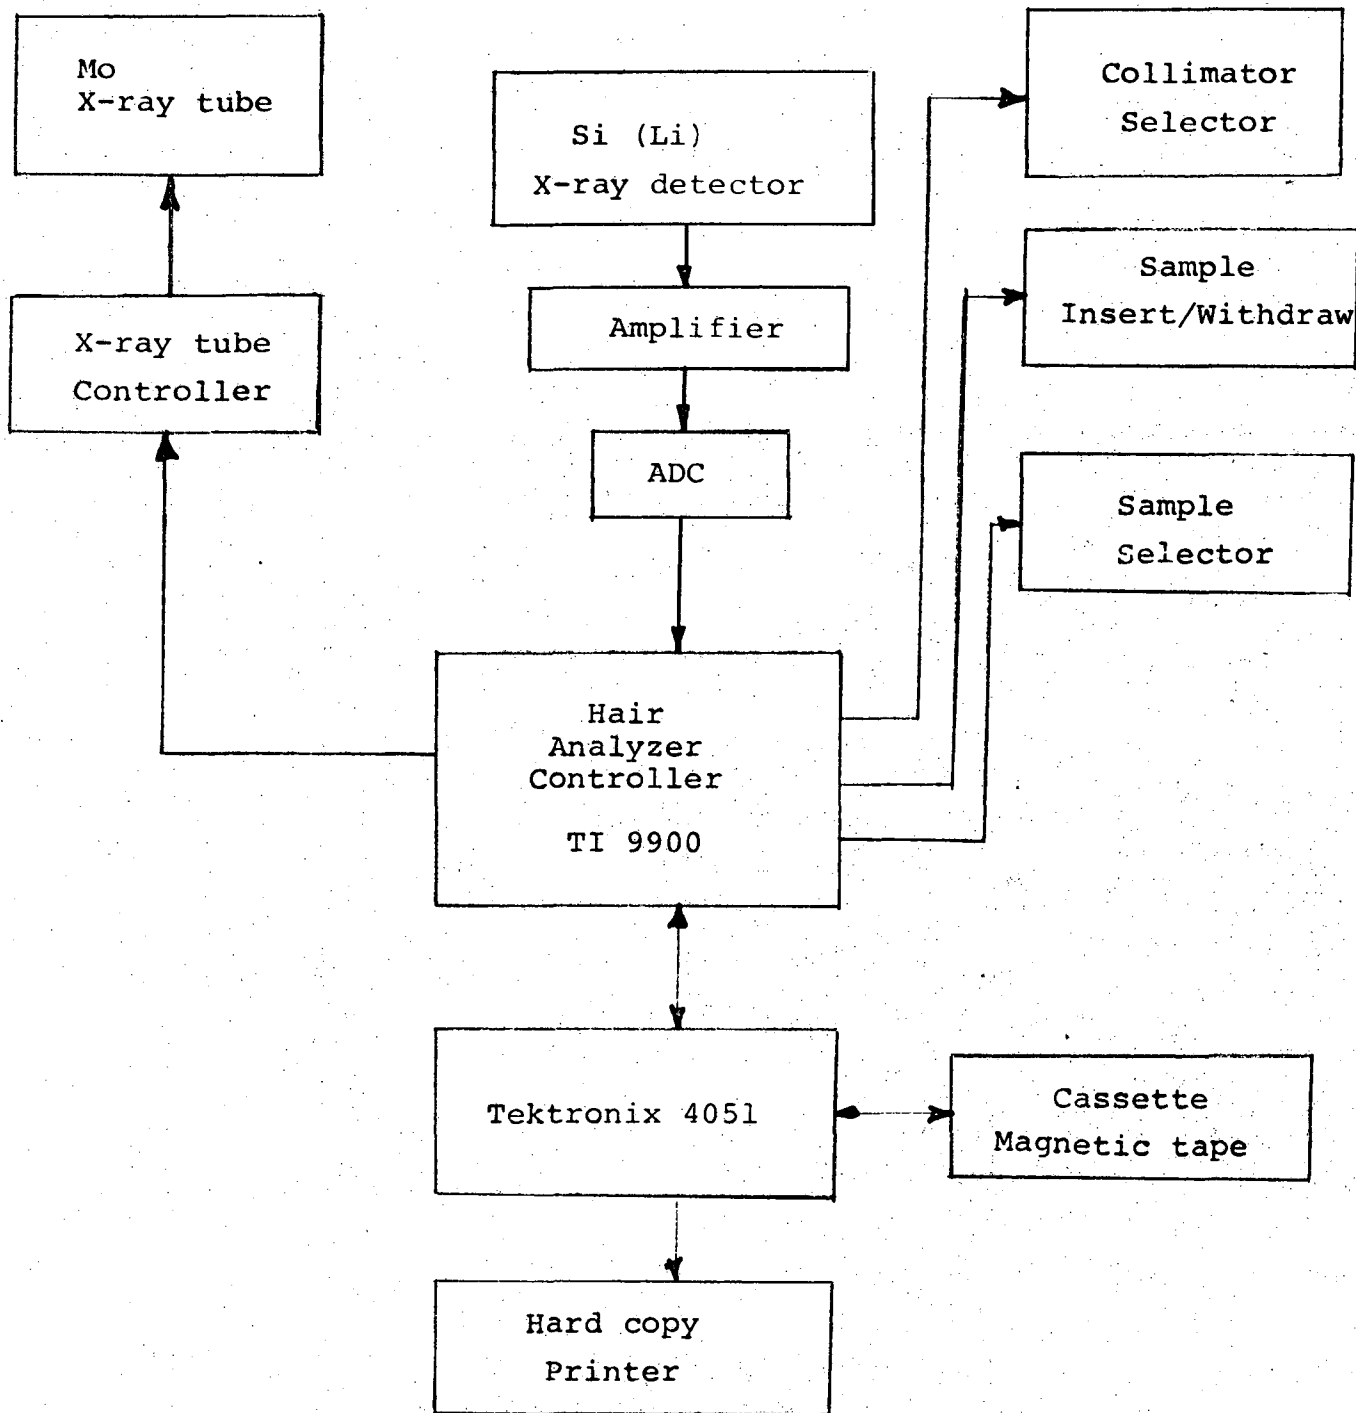 Mo
X-ray tube
Si (Li)
X-ray detector
Collimator
Selector
X-ray tube
Controller
Amplifier
Sample
Insert/Withdraw
ADC
Sample
Selector
Hair
Analyzer
Controller
TI 9900
Tektronix 4051
Cassette
Magnetic tape
Hard copy
Printer